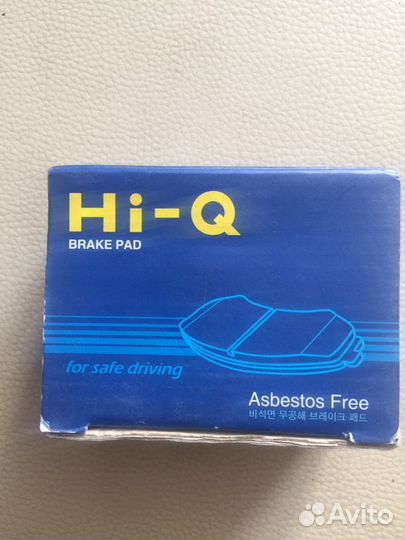 Hi-Q
BRAKE PAD
for safe driving
Asbestos Free
비석면 무공해 브레이크 패드
Avito